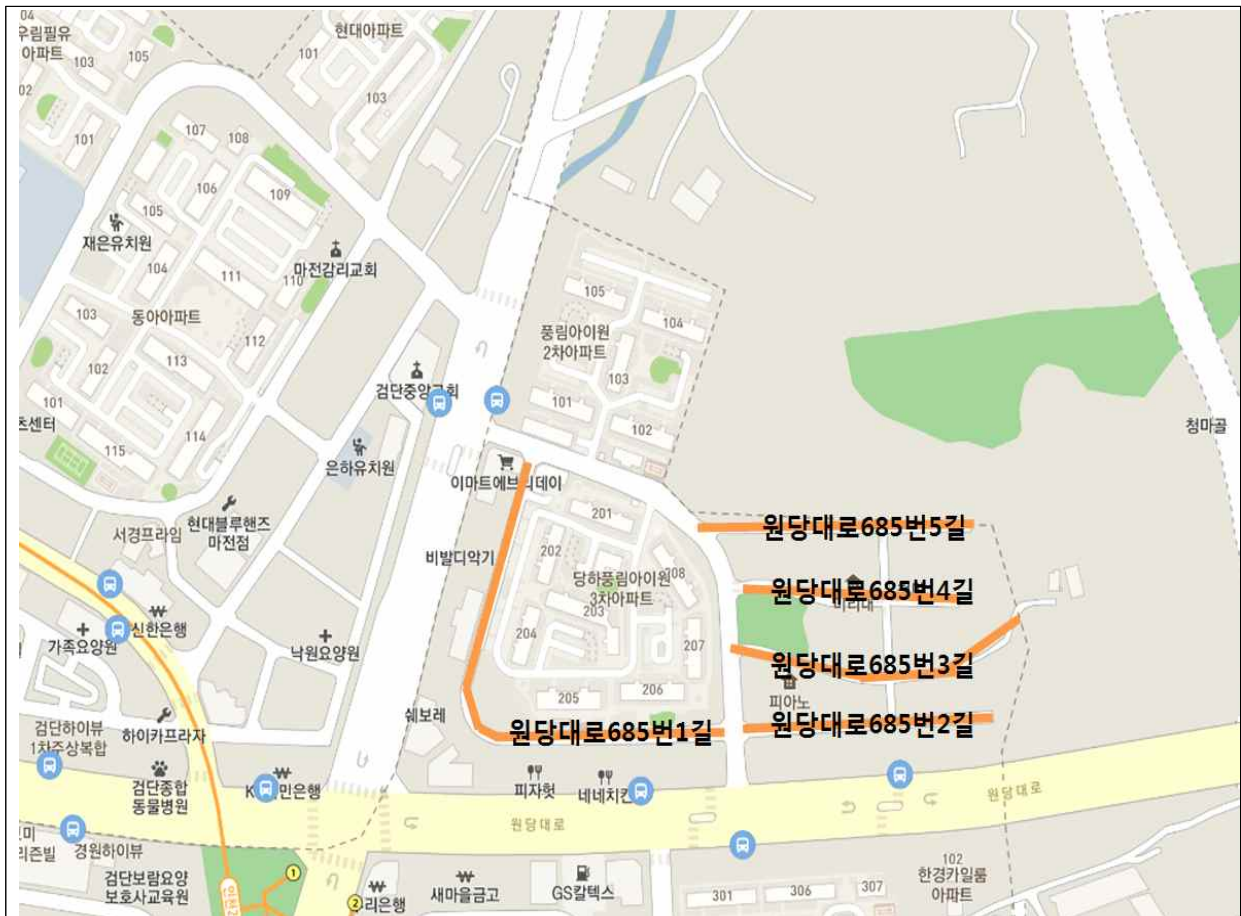 04
우림필유
아파트
105
103
02
101
현대아파트
101
103
107
108
106
109
105
재은유치원
104
111
110
마전감리교회
103
동아아파트
112
102
113
101
114
115
츠센터
검단중앙교회
은하유치원
105
104
풍림아이원
2차아파트
103
101
102
청마골
이마트에브리데이
서경프라임
현대블루핸즈
마전점
비발디악기
201
202
당하풍림아이원
3차아파트
208
203
204
207
205
206
원당대로685번5길
원당대로685번4길
원당대로685번3길
피아노
원당대로685번2길
원당대로685번1길
신한은행
가족요양원
낙원요양원
쉐보레
검단하이뷰
1차주상복합
하이카프라자
검단종합
동물병원
피자헛
네네치킨
원당대로
원당대로
리즌빌
경원하이뷰
검단보람요양
보호사교육원
1
2
새마을금고
GS칼텍스
301
306
307
102
한경카일룸
아파트